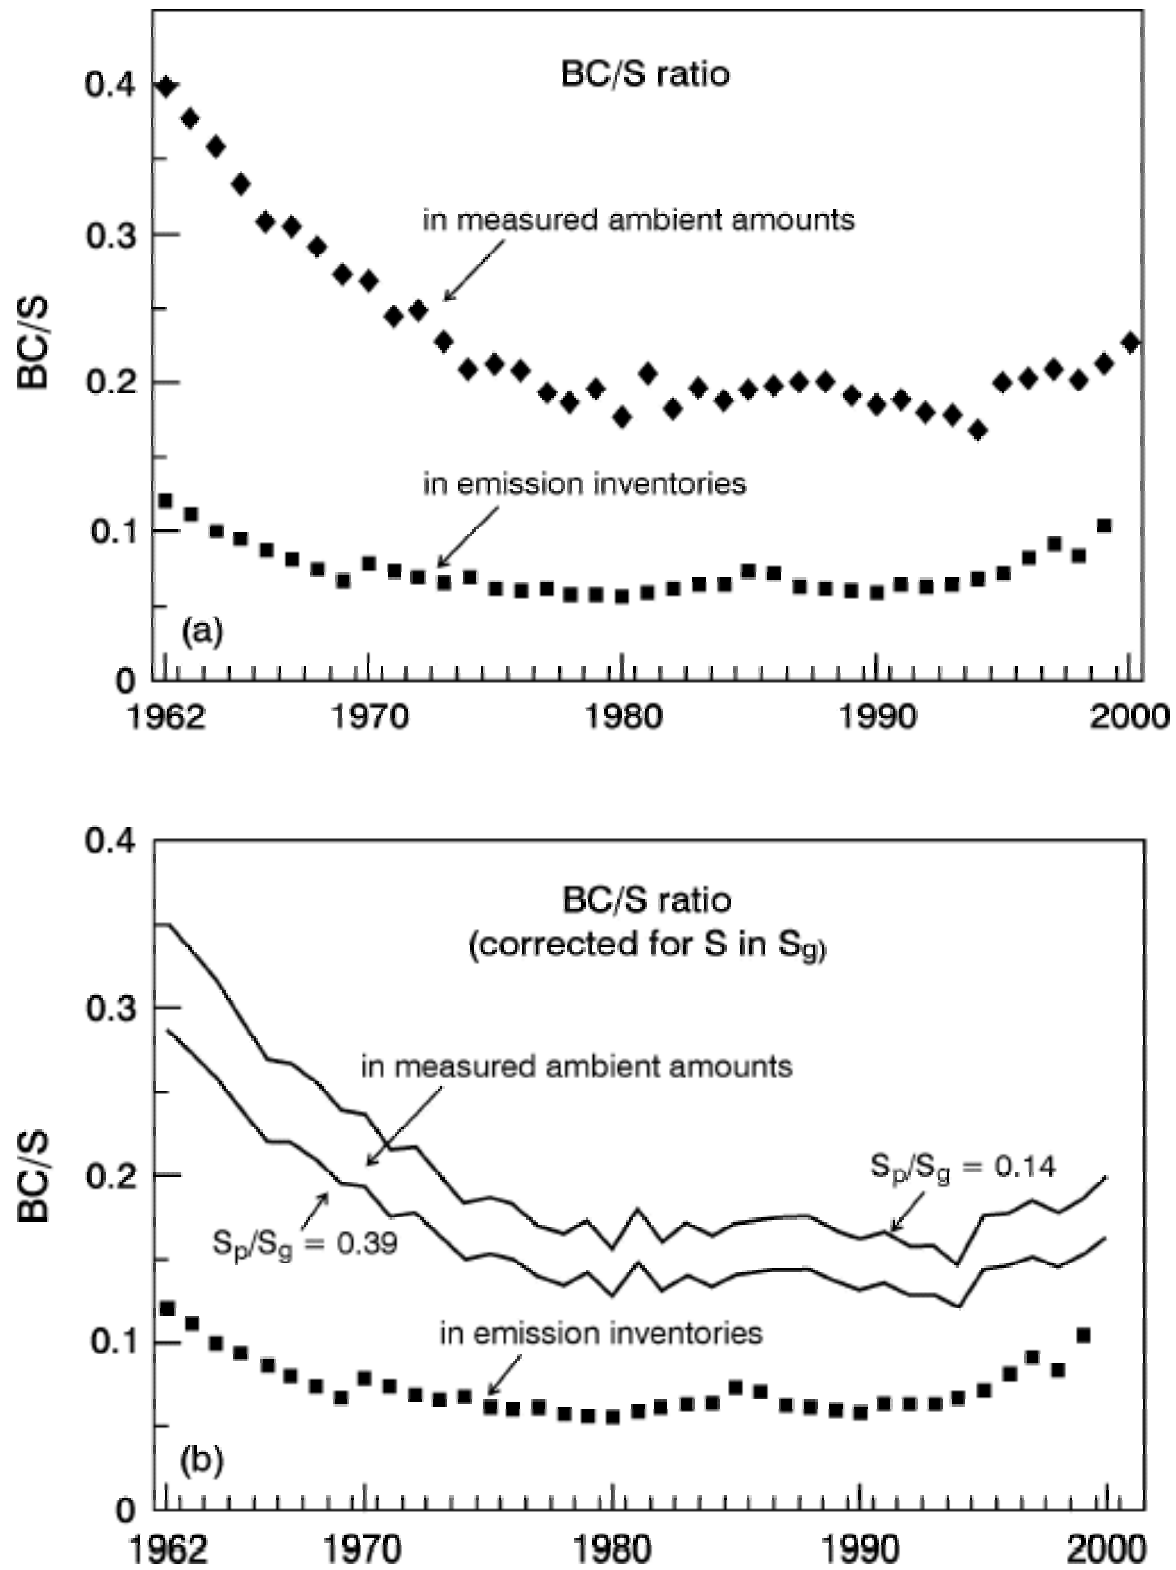 BC/S ratio
0.4
in measured ambient amounts
0.3
BC/S
0.2
in emission inventories
0.1
(a)
0
1962 1970 1980 1990 2000
0.4
BC/S ratio
(corrected for S in Sg)
0.3
in measured ambient amounts
BC/S
0.2
Sp/Sg = 0.14
Sp/Sg = 0.39
in emission inventories
0.1
(b)
0
1962 1970 1980 1990 2000